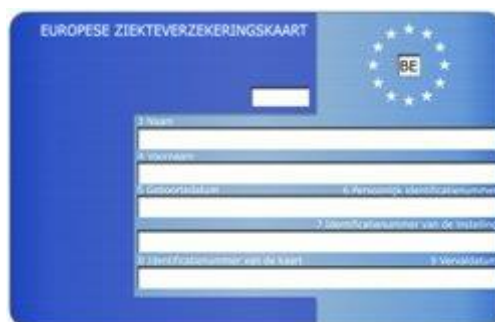 EUROPESE ZIEKTEVERZEKERINGSKAART
BE
3 Naam
4 Voornaam
5 Geboortedatum 6 Persoonlijk identificatienummer
7 Identificatienummer van de instelling
8 Identificatienummer van de kaart 9 Vervaldatum